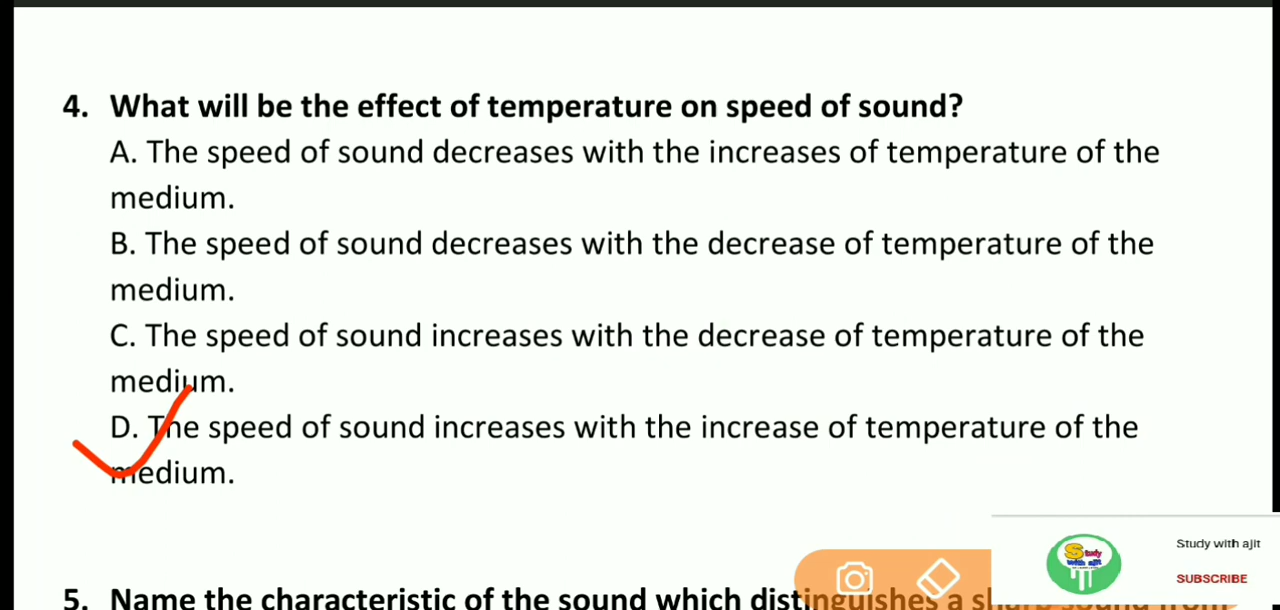 4. What will be the effect of temperature on speed of sound?
A. The speed of sound decreases with the increases of temperature of the
medium.
B. The speed of sound decreases with the decrease of temperature of the
medium.
C. The speed of sound increases with the decrease of temperature of the
medium.
D. The speed of sound increases with the increase of temperature of the
medium.
Study with ajit
Study
with ajit
SUBSCRIBE
5. Name the characteristic of the sound which distinguishes a